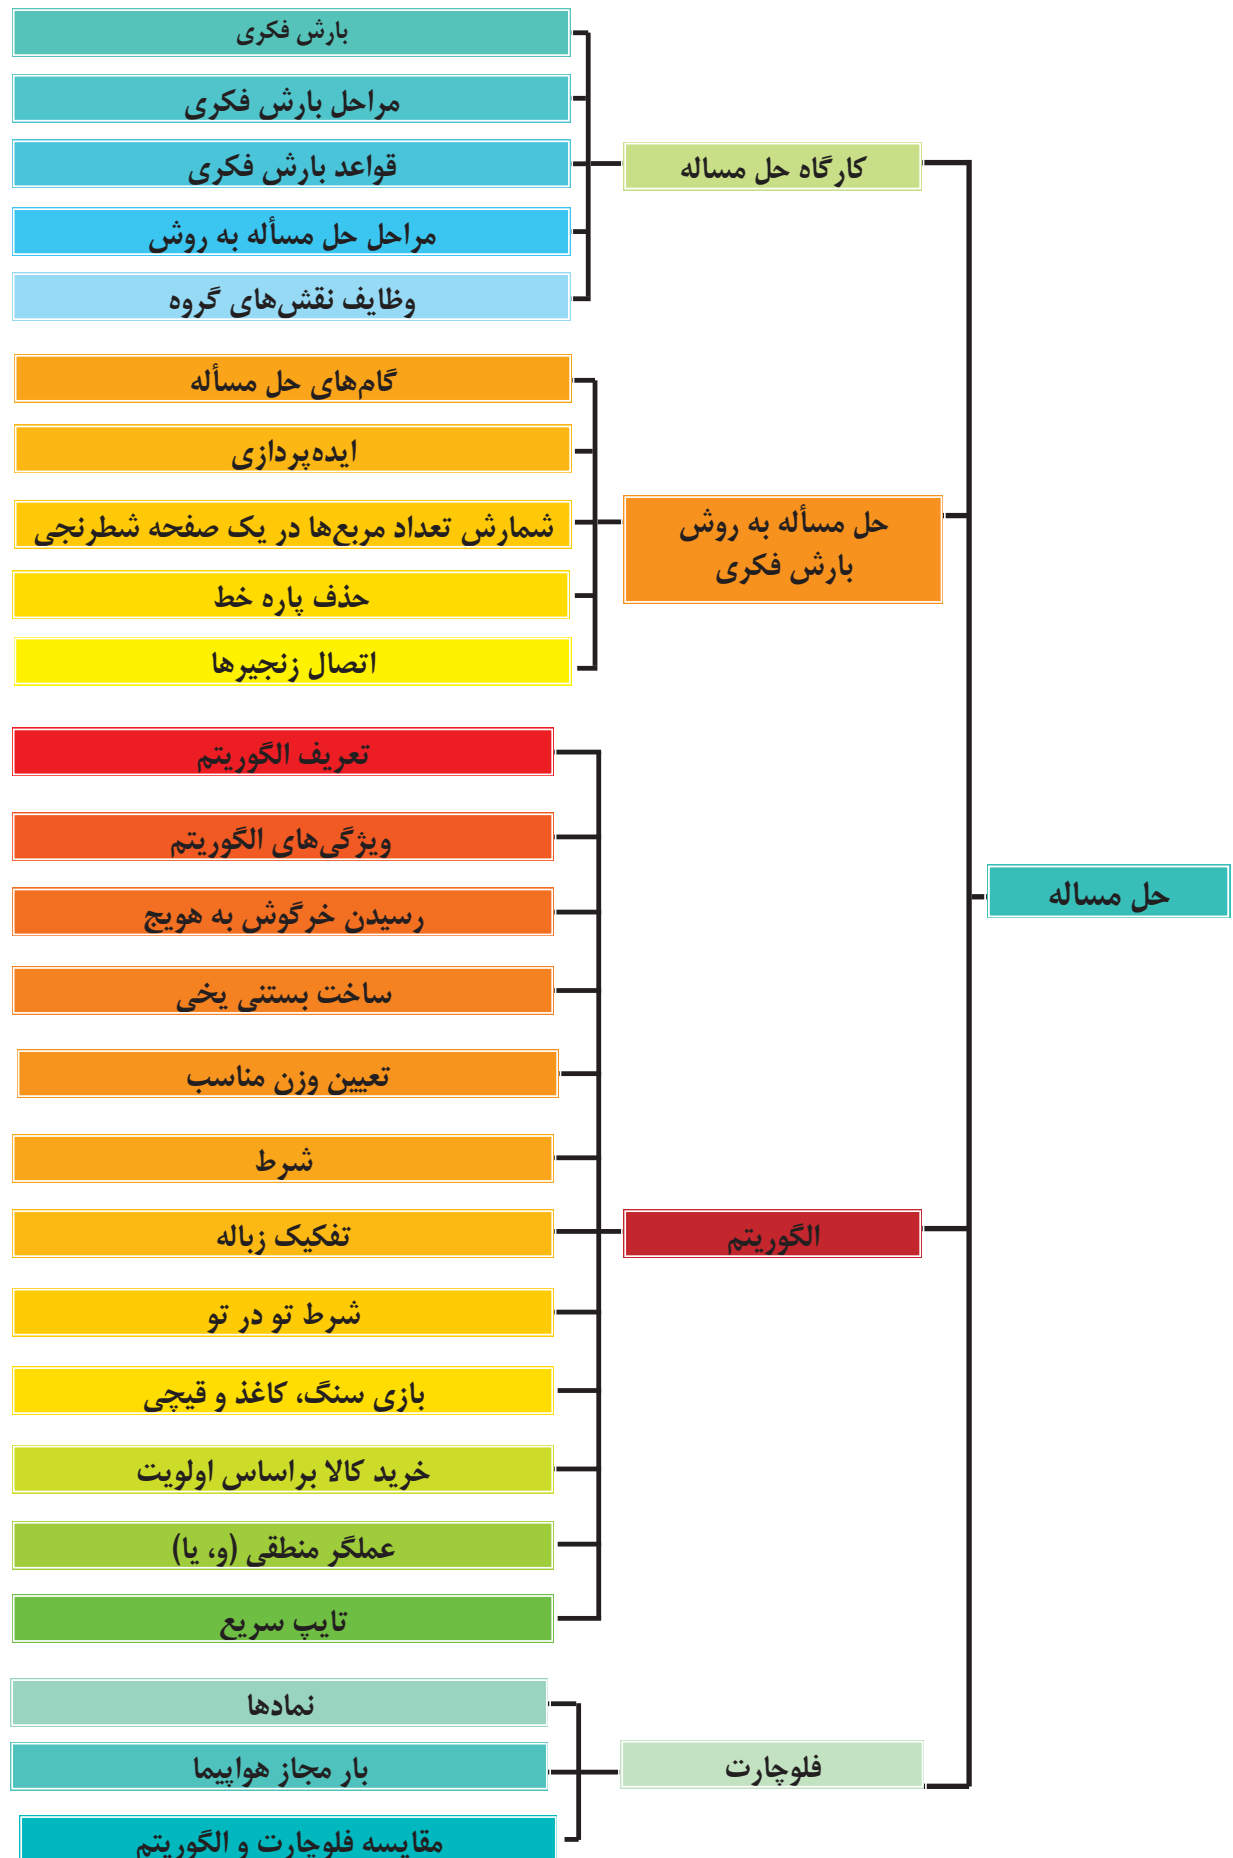 حل مساله
کارگاه حل مساله
بارش فکری
مراحل بارش فکری
قواعد بارش فکری
مراحل حل مسأله به روش
وظایف نقش‌های گروه
حل مسأله به روش
بارش فکری
گام‌های حل مسأله
ایده‌پردازی
شمارش تعداد مربع‌ها در یک صفحه شطرنجی
حذف پاره خط
اتصال زنجیرها
الگوریتم
تعریف الگوریتم
ویژگی‌های الگوریتم
رسیدن خرگوش به هویج
ساخت بستنی یخی
تعیین وزن مناسب
شرط
تفکیک زباله
شرط تو در تو
بازی سنگ، کاغذ و قیچی
خرید کالا براساس اولویت
عملگر منطقی (و، یا)
تایپ سریع
فلوچارت
نمادها
بار مجاز هواپیما
مقایسه فلوچارت و الگوریتم